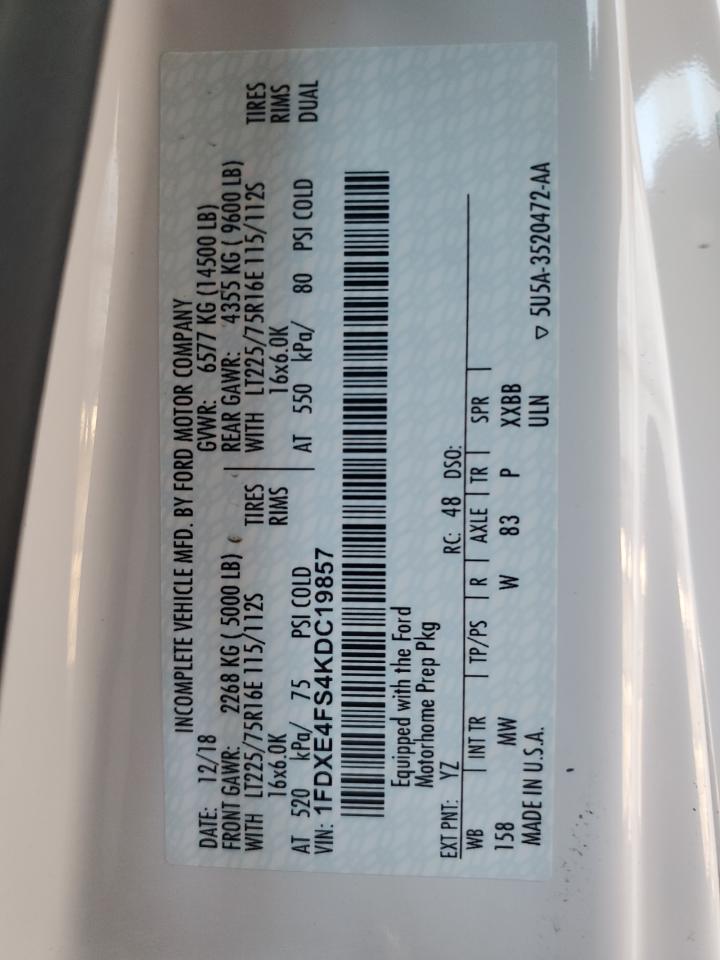 INCOMPLETE VEHICLE MFD. BY FORD MOTOR COMPANY
DATE: 12/18 GVWR: 6577 KG (14500 LB)
FRONT GAWR: 2268 KG ( 5000 LB) REAR GAWR: 4355 KG ( 9600 LB)
WITH LT225/75R16E 115/112S TIRES WITH LT225/75R16E 115/112S TIRES
16x6.0K RIMS 16x6.0K RIMS
AT 520 kPa/ 75 PSI COLD AT 550 kPa/ 80 PSI COLD DUAL
VIN: 1FDXE4FS4KDC19857
Equipped with the Ford
Motorhome Prep Pkg
EXT PNT: YZ RC: 48 DSO:
WB INT TR TP/PS R AXLE TR SPR
158 MW W 83 P XXBB
MADE IN U.S.A. ULN ▽ 5U5A-3520472-AA